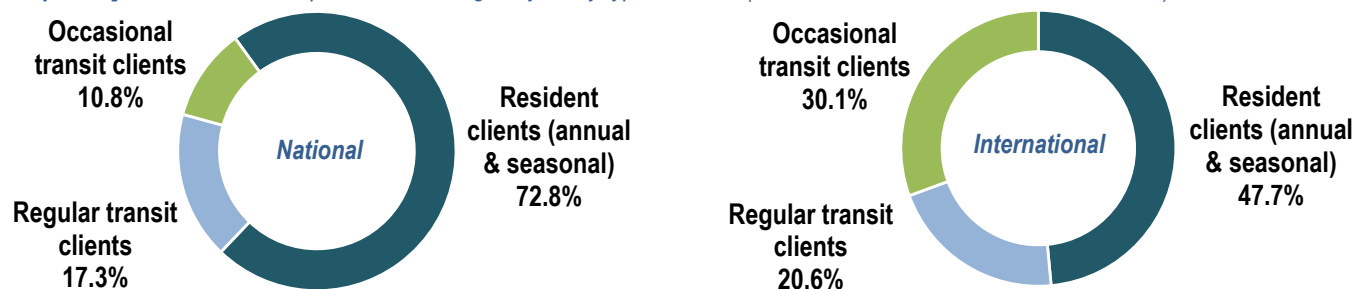 Occasional
transit clients
10.8%
National
Resident
clients (annual
& seasonal)
72.8%
Regular transit
clients
17.3%
Occasional
transit clients
30.1%
International
Resident
clients (annual
& seasonal)
47.7%
Regular transit
clients
20.6%